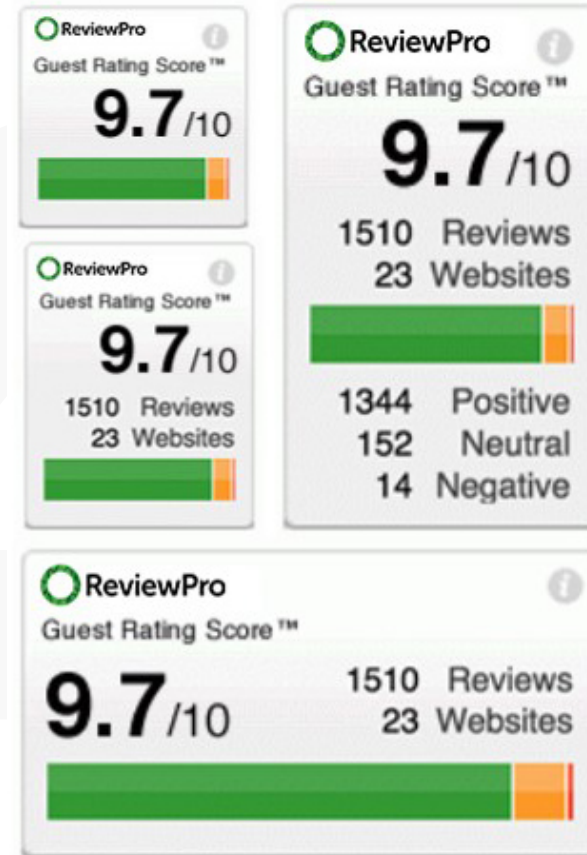 ReviewPro
Guest Rating Score™
9.7/10
ReviewPro
Guest Rating Score™
9.7/10
1510 Reviews
23 Websites
ReviewPro
Guest Rating Score™
9.7/10
1510 Reviews
23 Websites
1344 Positive
152 Neutral
14 Negative
ReviewPro
Guest Rating Score™
9.7/10
1510 Reviews
23 Websites